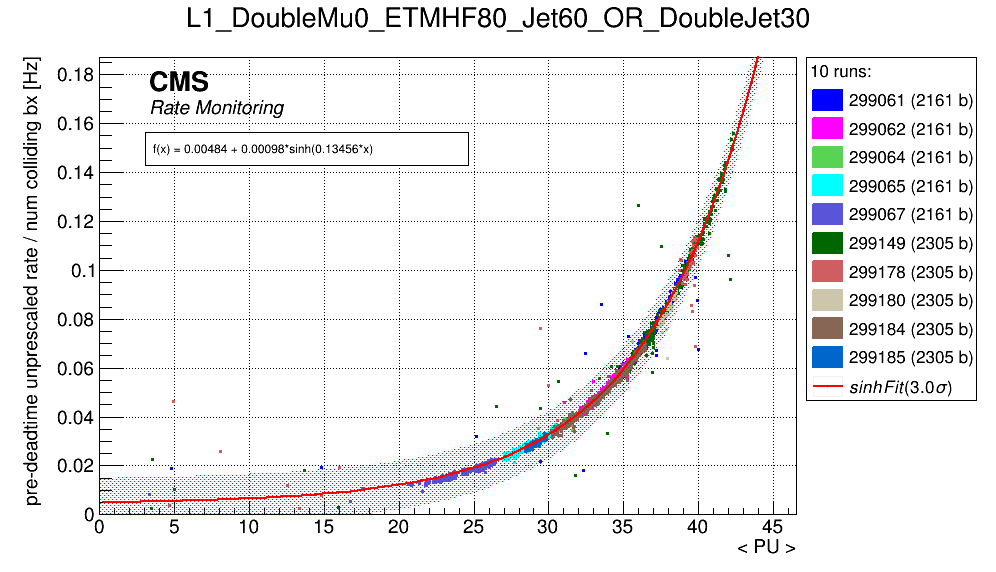 L1_DoubleMu0_ETMHF80_Jet60_OR_DoubleJet30
pre-deadtime unprescaled rate / num colliding bx [Hz]
CMS
Rate Monitoring
f(x) = 0.00484 + 0.00098*sinh(0.13456*x)
0.18
0.16
0.14
0.12
0.1
0.08
0.06
0.04
0.02
0
0 5 10 15 20 25 30 35 40 45
< PU >
10 runs:
299061 (2161 b)
299062 (2161 b)
299064 (2161 b)
299065 (2161 b)
299067 (2161 b)
299149 (2305 b)
299178 (2305 b)
299180 (2305 b)
299184 (2305 b)
299185 (2305 b)
sinhFit(3.0σ)